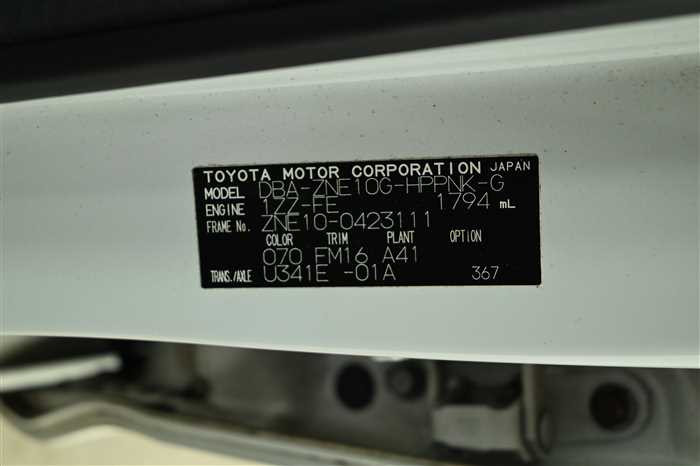 TOYOTA MOTOR CORPORATION JAPAN
MODEL DBA-ZNE10G-HPPNK-G
ENGINE 1ZZ-FE 1794 mL
FRAME No. ZNE10-0423111
COLOR TRIM PLANT OPTION
070 FM16 A41
TRANS./AXLE U341E -01A 367